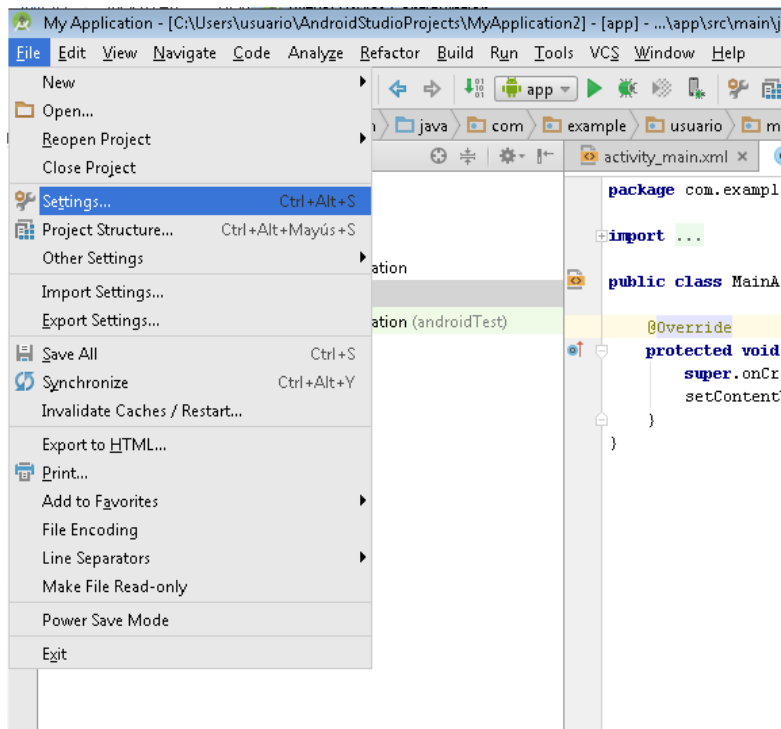 My Application - [C:\Users\usuario\AndroidStudioProjects\MyApplication2] - [app] - ...\app\src\main\j
File Edit View Navigate Code Analyze Refactor Build Run Tools VCS Window Help
New
app
Open...
java com example usuario m
Reopen Project
Close Project
activity_main.xml
Settings... Ctrl+Alt+S
package com.exampl
Project Structure... Ctrl+Alt+Mayús+S
import ...
Other Settings
ation
public class MainA
Import Settings...
Export Settings...
ation (androidTest)
@Override
Save All Ctrl+S
protected void
Synchronize Ctrl+Alt+Y
super.onCr
Invalidate Caches / Restart...
setContent
}
Export to HTML...
}
Print...
Add to Favorites
File Encoding
Line Separators
Make File Read-only
Power Save Mode
Exit